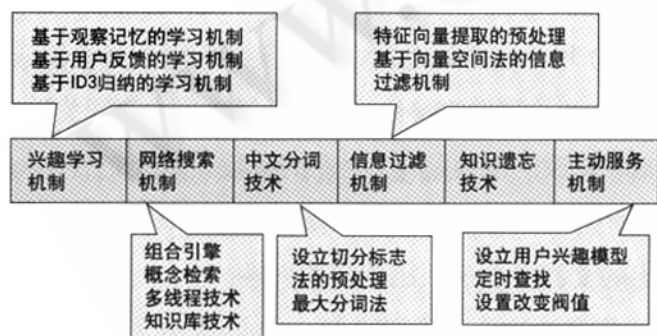 基于观察记忆的学习机制
基于用户反馈的学习机制
基于ID3归纳的学习机制
特征向量提取的预处理
基于向量空间法的信息
过滤机制
兴趣学习
机制
网络搜索
机制
中文分词
技术
信息过滤
机制
知识遗忘
技术
主动服务
机制
组合引擎
概念检索
多线程技术
知识库技术
设立切分标志
法的预处理
最大分词法
设立用户兴趣模型
定时查找
设置改变阀值